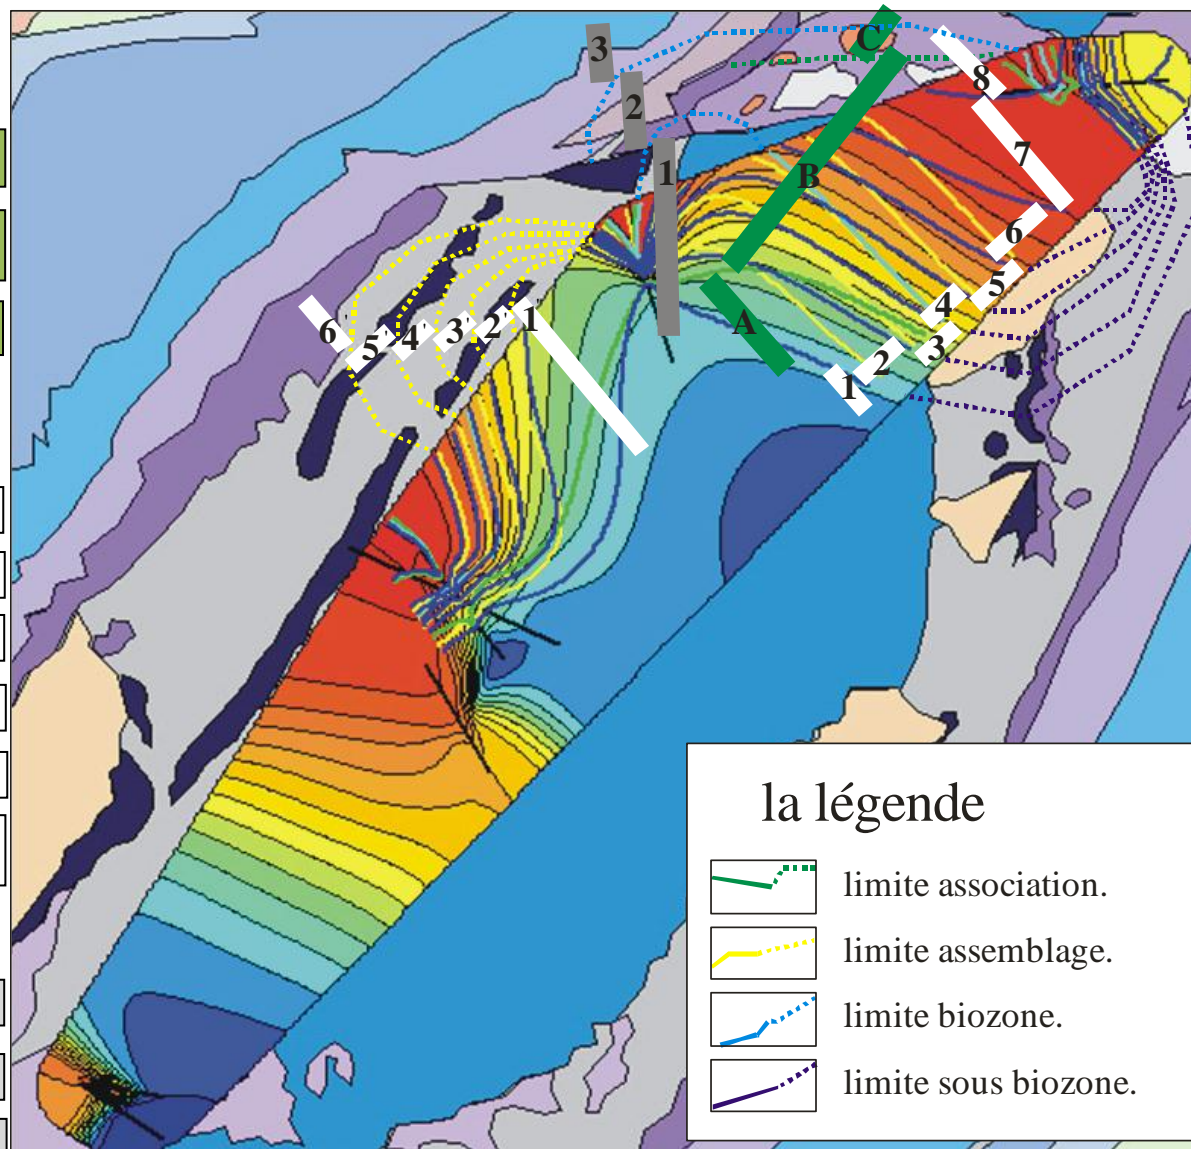 C
3
8
2
7
1
B
6
5
6' 5' 4' 3' 2' 1'
4
A
3
2
1
la légende
limite association.
limite assemblage.
limite biozone.
limite sous biozone.